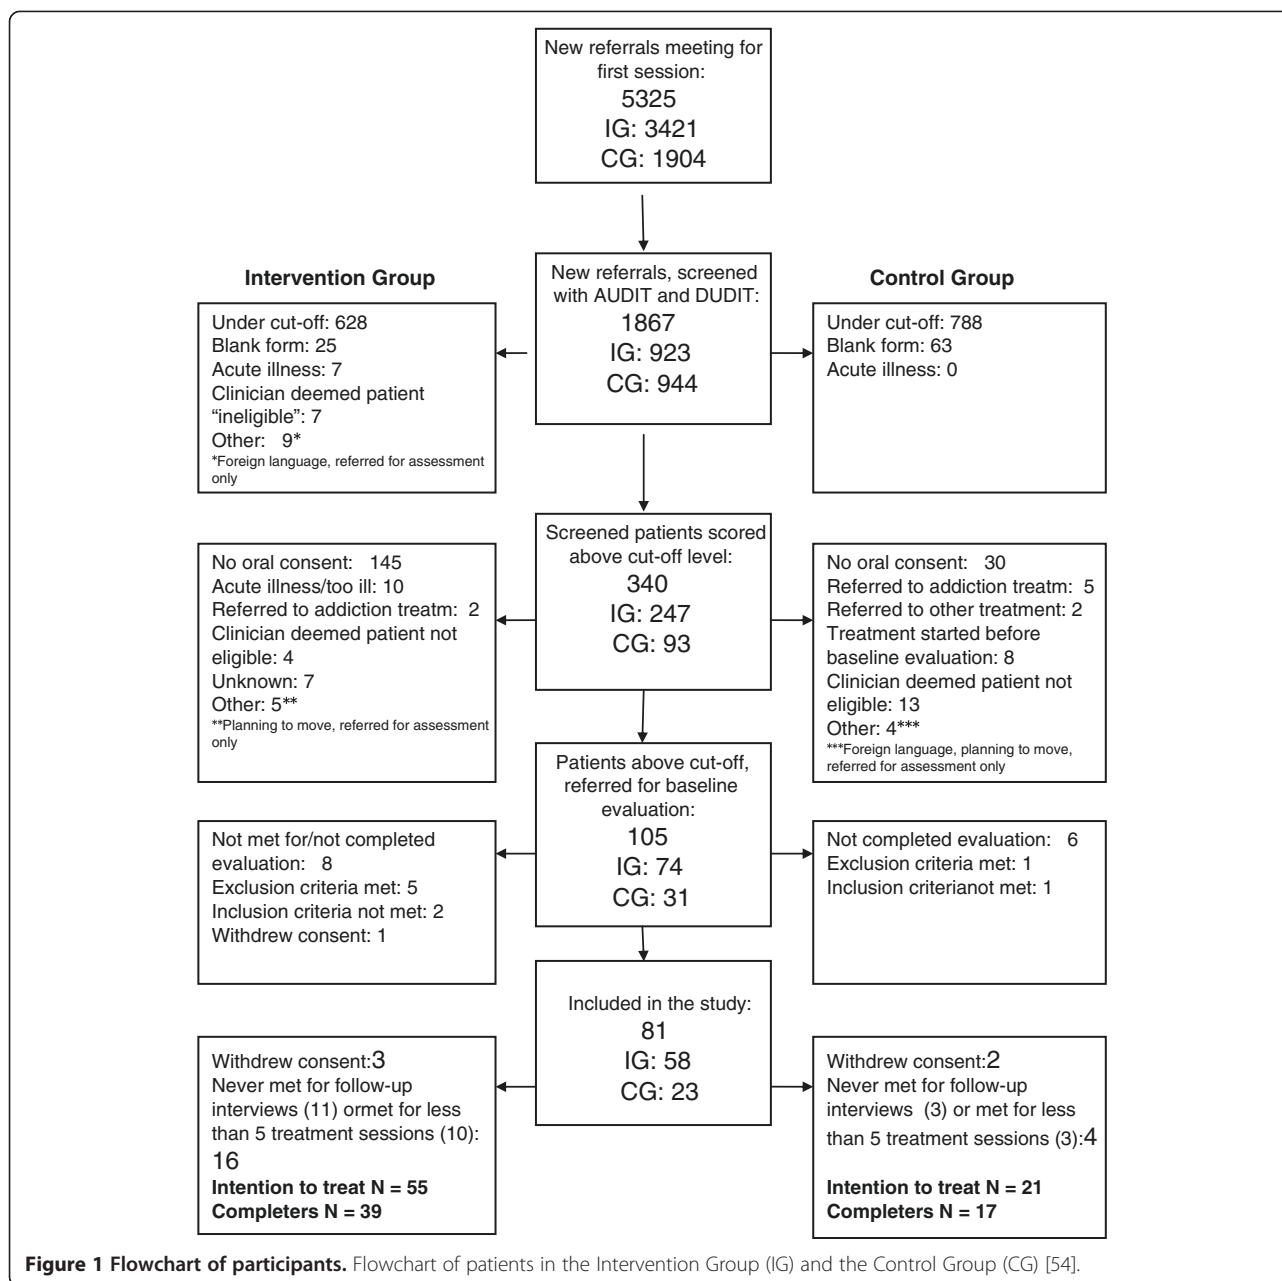 New referrals meeting for
first session:
5325
IG: 3421
CG: 1904
Intervention Group
New referrals, screened
with AUDIT and DUDIT:
1867
IG: 923
CG: 944
Control Group
Under cut-off: 628
Blank form: 25
Acute illness: 7
Clinician deemed patient
“ineligible”: 7
Other: 9*
*Foreign language, referred for assessment
only
Under cut-off: 788
Blank form: 63
Acute illness: 0
Screened patients scored
above cut-off level:
340
IG: 247
CG: 93
No oral consent: 145
Acute illness/too ill: 10
Referred to addiction treatm: 2
Clinician deemed patient not
eligible: 4
Unknown: 7
Other: 5**
**Planning to move, referred for assessment
only
No oral consent: 30
Referred to addiction treatm: 5
Referred to other treatment: 2
Treatment started before
baseline evaluation: 8
Clinician deemed patient not
eligible: 13
Other: 4***
***Foreign language, planning to move,
referred for assessment only
Patients above cut-off,
referred for baseline
evaluation:
105
IG: 74
CG: 31
Not met for/not completed
evaluation: 8
Exclusion criteria met: 5
Inclusion criteria not met: 2
Withdrew consent: 1
Not completed evaluation: 6
Exclusion criteria met: 1
Inclusion criterianot met: 1
Included in the study:
81
IG: 58
CG: 23
Withdrew consent:3
Never met for follow-up
interviews (11) ormet for less
than 5 treatment sessions (10):
16
Intention to treat N = 55
Completers N = 39
Withdrew consent:2
Never met for follow-up
interviews (3) or met for less
than 5 treatment sessions (3):4
Intention to treat N = 21
Completers N = 17
Figure 1 Flowchart of participants. Flowchart of patients in the Intervention Group (IG) and the Control Group (CG) [54].